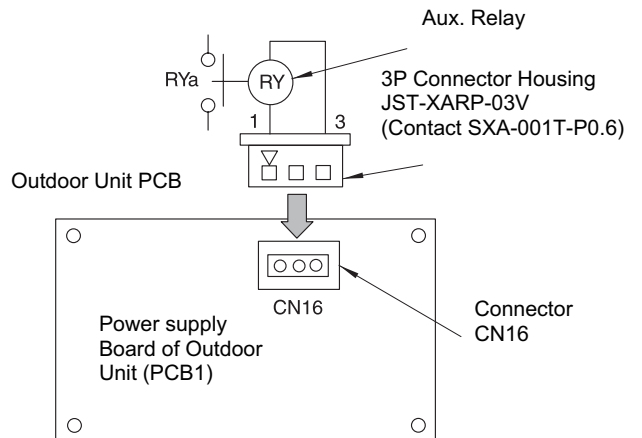 Aux. Relay
RYa
RY
3P Connector Housing
JST-XARP-03V
(Contact SXA-001T-P0.6)
1
3
Outdoor Unit PCB
CN16
Power supply
Board of Outdoor
Unit (PCB1)
Connector
CN16